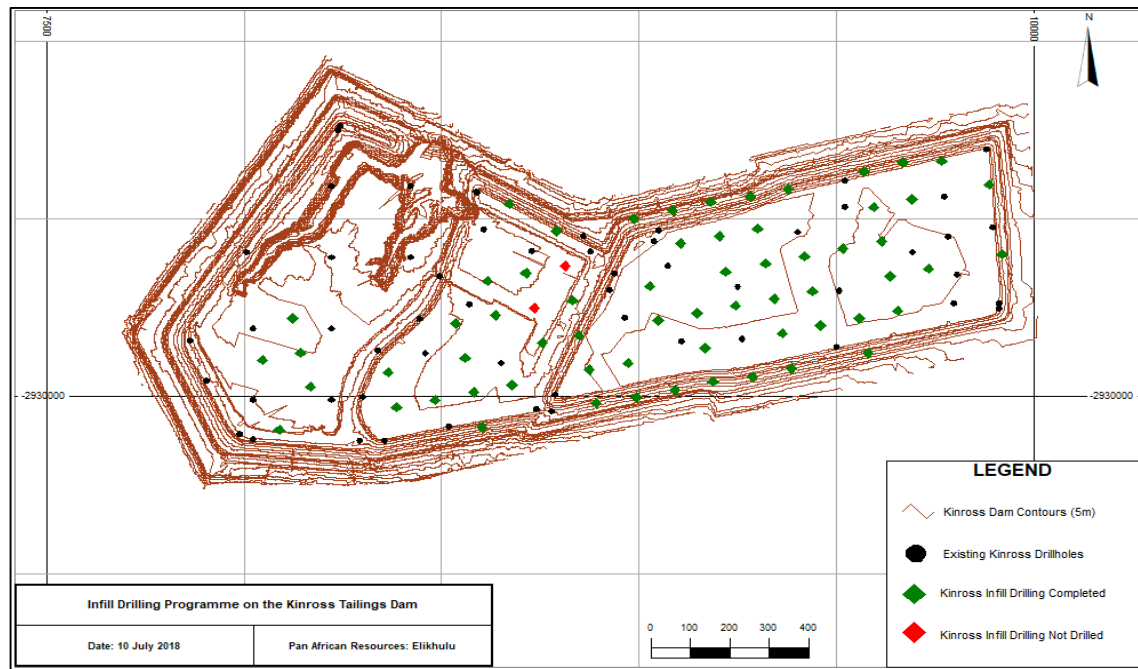 7500
10000
N
-2930000
-2930000
LEGEND
Kinross Dam Contours (5m)
Existing Kinross Drillholes
Kinross Infill Drilling Completed
Kinross Infill Drilling Not Drilled
Infill Drilling Programme on the Kinross Tailings Dam
Date: 10 July 2018
Pan African Resources: Elikhulu
0 100 200 300 400